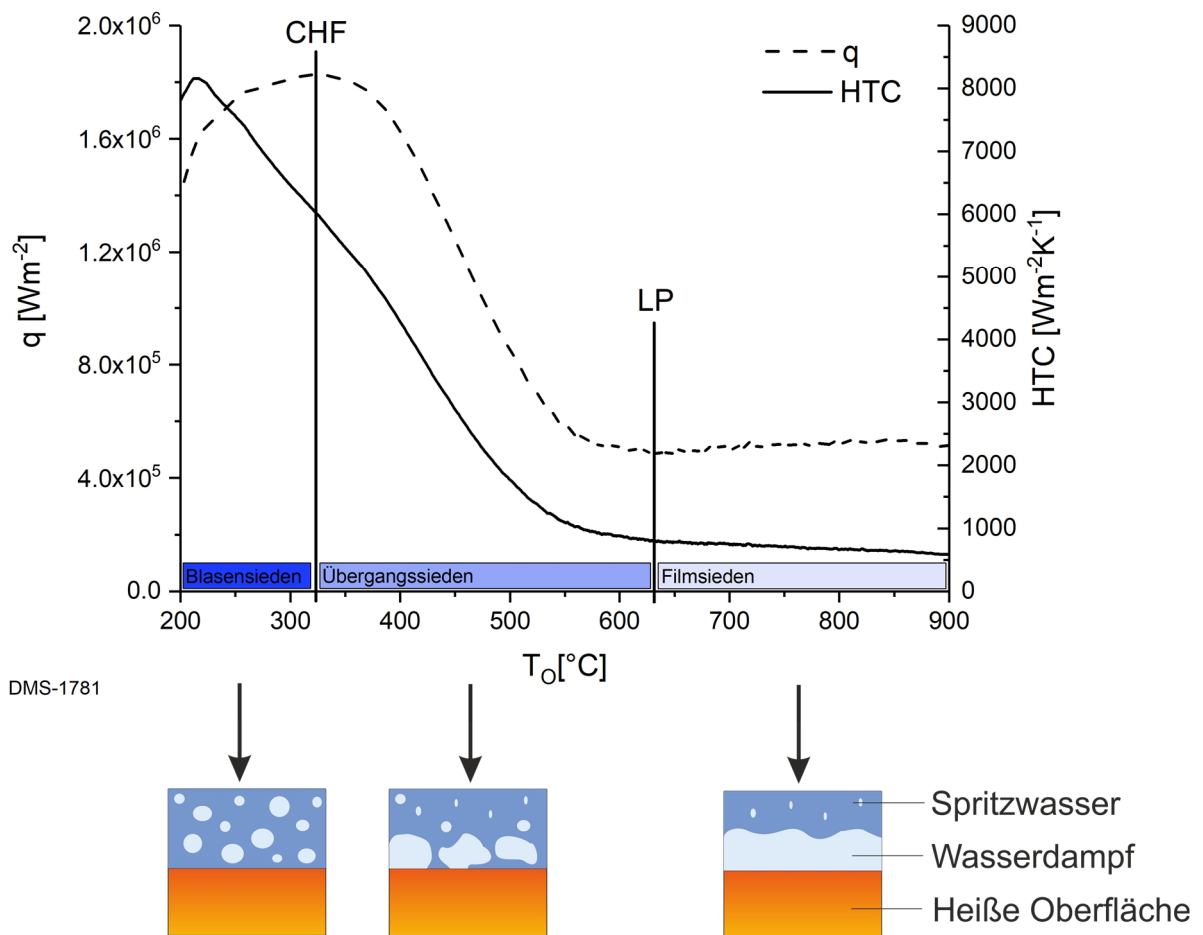 2.0x10⁶
1.6x10⁶
1.2x10⁶
8.0x10⁵
4.0x10⁵
0.0
q [Wm⁻²]
CHF
LP
q
HTC
9000
8000
7000
6000
5000
4000
3000
2000
1000
0
HTC [Wm⁻²K⁻¹]
Blasensieden
Übergangssieden
Filmsieden
200 300 400 500 600 700 800 900
T_O[°C]
DMS-1781
Spritzwasser
Wasserdampf
Heiße Oberfläche